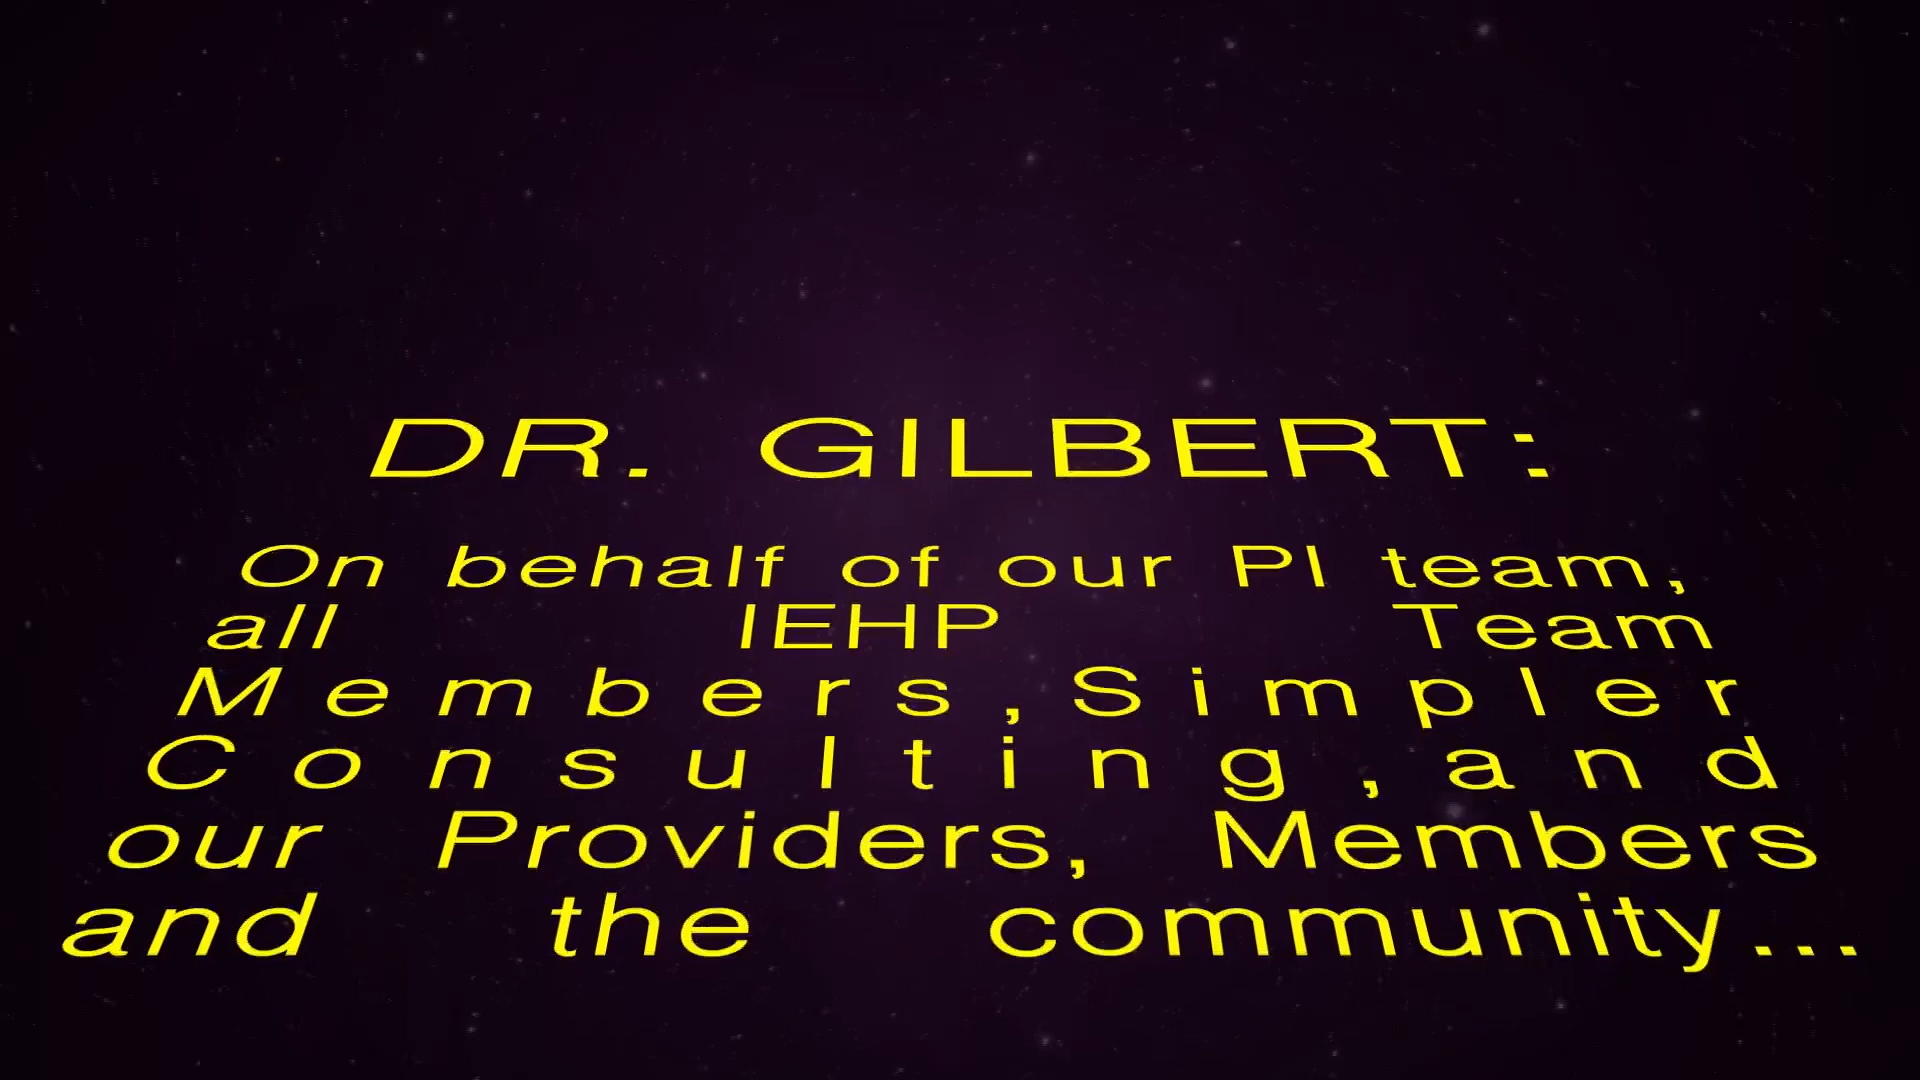 DR. GILBERT:
On behalf of our PI team,
all IEHP Team
Members,Simpler
Consulting,and
our Providers, Members
and the community...